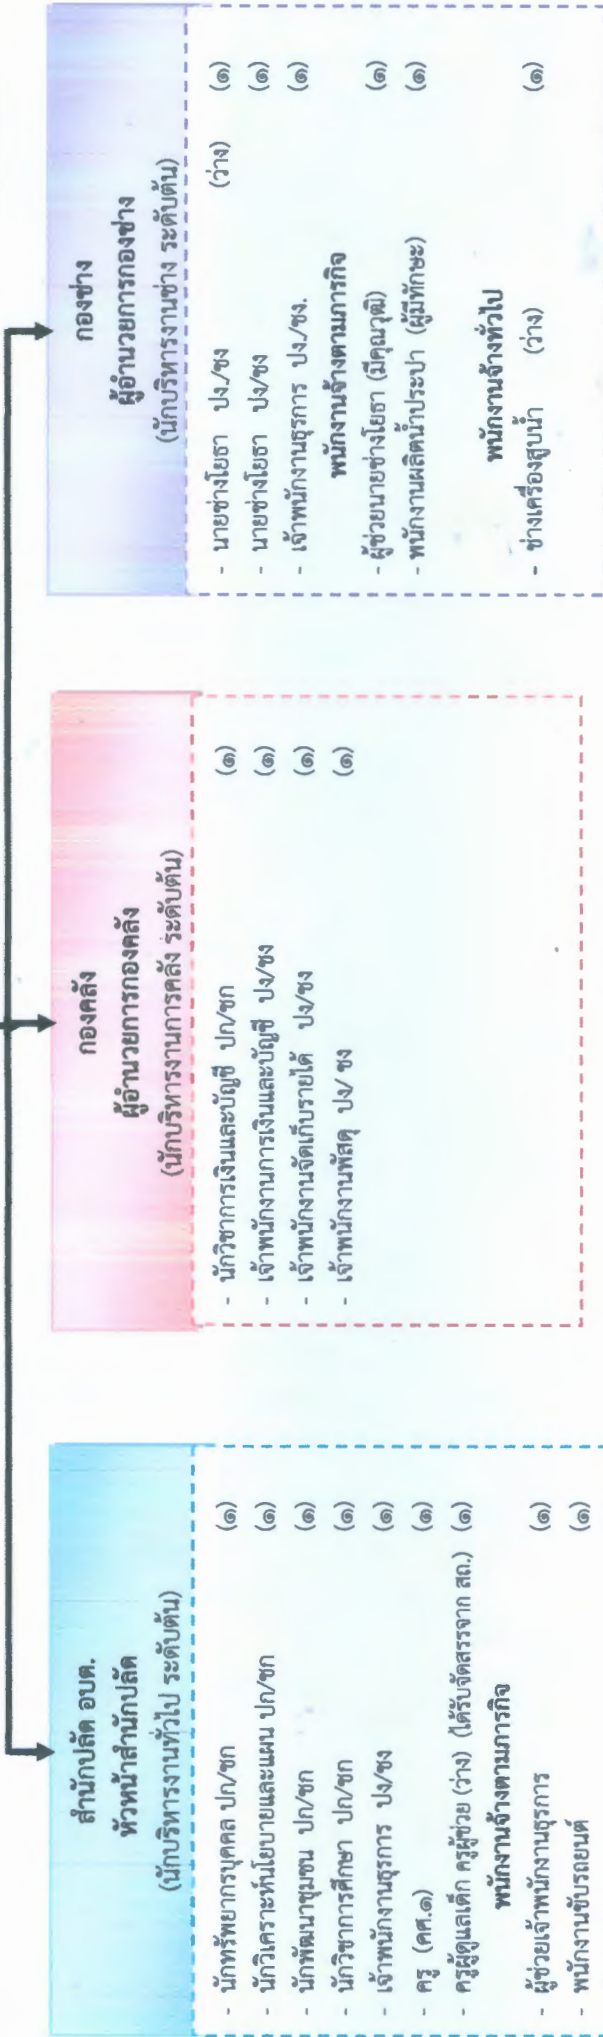 สำนักปลัด อบต.
หัวหน้าสำนักปลัด
(นักบริหารงานทั่วไป ระดับต้น)
- นักทรัพยากรบุคคล ปก/ชก (๑)
- นักวิเคราะห์นโยบายและแผน ปก/ชก (๑)
- นักพัฒนาชุมชน ปก/ชก (๑)
- นักวิชาการศึกษา ปก/ชก (๑)
- เจ้าพนักงานธุรการ ปง/ชง (๑)
- ครู (คศ.๑) (๑)
- ครูผู้ดูแลเด็ก ครูผู้ช่วย (ว่าง) (ได้รับจัดสรรจาก สถ.) (๑)
พนักงานจ้างตามภารกิจ
- ผู้ช่วยเจ้าพนักงานธุรการ (๑)
- พนักงานขับรถยนต์ (๑)
กองคลัง
ผู้อำนวยการกองคลัง
(นักบริหารงานการคลัง ระดับต้น)
- นักวิชาการเงินและบัญชี ปก/ชก (๑)
- เจ้าพนักงานการเงินและบัญชี ปง/ชง (๑)
- เจ้าพนักงานจัดเก็บรายได้ ปง/ชง (๑)
- เจ้าพนักงานพัสดุ ปง/ ชง (๑)
กองช่าง
ผู้อำนวยการกองช่าง
(นักบริหารงานช่าง ระดับต้น)
- นายช่างโยธา ปง./ชง (ว่าง) (๑)
- นายช่างโยธา ปง/ชง (๑)
- เจ้าพนักงานธุรการ ปง./ชง. (๑)
พนักงานจ้างตามภารกิจ
- ผู้ช่วยนายช่างโยธา (มีคุณวุฒิ) (๑)
- พนักงานผลิตน้ำประปา (ผู้มีทักษะ) (๑)
พนักงานจ้างทั่วไป
- ช่างเครื่องสูบน้ำ (ว่าง) (๑)